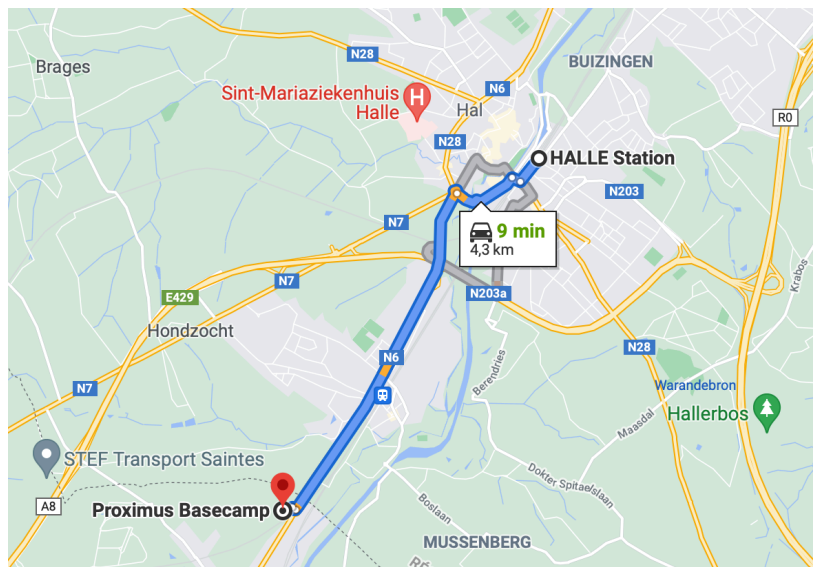 N28
Brages
BUIZINGEN
N6
Sint-Mariaziekenhuis
Halle
H
Hal
R0
N28
HALLE Station
N203
N7
9 min
4,3 km
Krabos
N7
E429
N203a
Hondzocht
N28
N6
Berendries
N7
Warandebron
Hallerbos
Maasdal
STEF Transport Saintes
Dokter Spitaelslaan
A8
Proximus Basecamp
Boslaan
MUSSENBERG